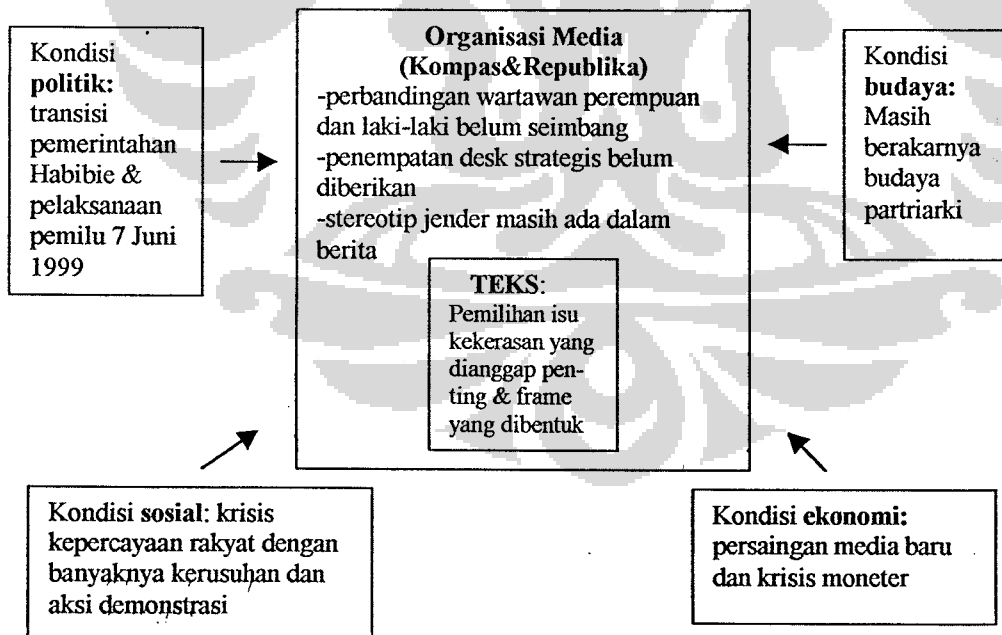 Kondisi
politik:
transisi
pemerintahan
Habibie &
pelaksanaan
pemilu 7 Juni
1999
Organisasi Media
(Kompas&Republika)
-perbandingan wartawan perempuan
dan laki-laki belum seimbang
-penempatan desk strategis belum
diberikan
-stereotip jender masih ada dalam
berita
TEKS:
Pemilihan isu
kekerasan yang
dianggap pen-
ting & frame
yang dibentuk
Kondisi
budaya:
Masih
berakarnya
budaya
partriarki
Kondisi sosial: krisis
kepercayaan rakyat dengan
banyaknya kerusuhan dan
aksi demonstrasi
Kondisi ekonomi:
persaingan media baru
dan krisis moneter